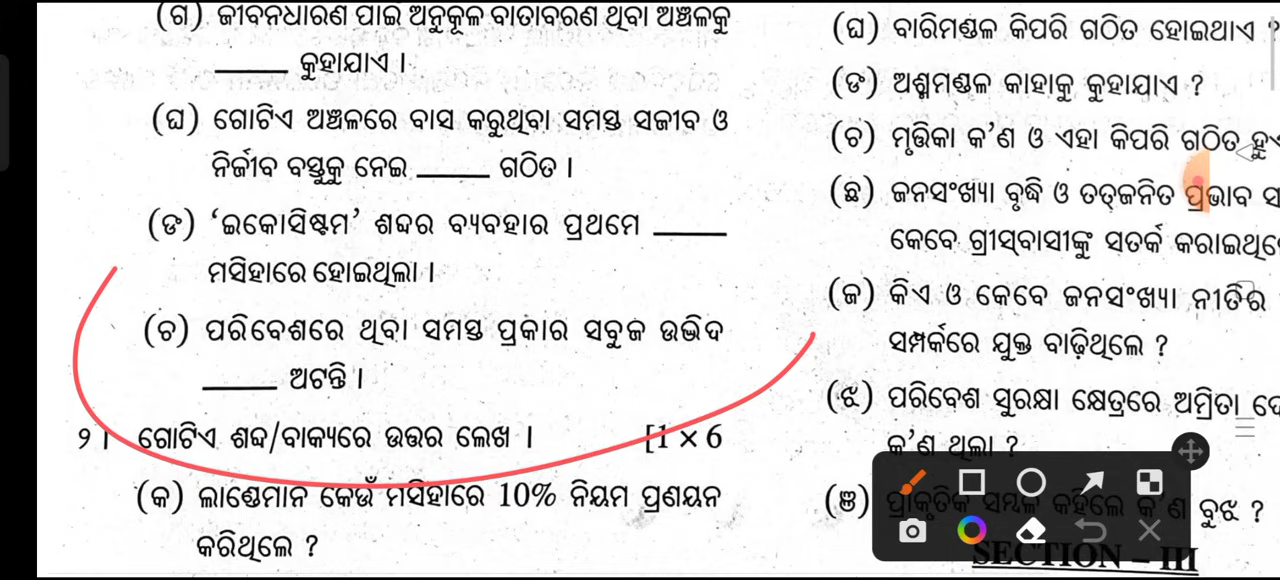 (ଗ) ଜୀବନଧାରଣ ପାଇଁ ଅନୁକୂଳ ବାତାବରଣ ଥିବା ଅଞ୍ଚଳକୁ
_____ କୁହାଯାଏ ।
(ଘ) ଗୋଟିଏ ଅଞ୍ଚଳରେ ବାସ କରୁଥିବା ସମସ୍ତ ସଜୀବ ଓ
ନିର୍ଜୀବ ବସ୍ତୁକୁ ନେଇ _____ ଗଠିତ ।
(ଙ) ‘ଇକୋସିଷ୍ଟମ’ ଶବ୍ଦର ବ୍ୟବହାର ପ୍ରଥମେ _____
ମସିହାରେ ହୋଇଥିଲା ।
(ଚ) ପରିବେଶରେ ଥିବା ସମସ୍ତ ପ୍ରକାର ସବୁଜ ଉଦ୍ଭିଦ
_____ ଅଟନ୍ତି ।
୨। ଗୋଟିଏ ଶବ୍ଦ/ବାକ୍ୟରେ ଉତ୍ତର ଲେଖ । [1 × 6
(କ) ଲାଣ୍ଡେମାନ କେଉଁ ମସିହାରେ 10% ନିୟମ ପ୍ରଣୟନ
କରିଥିଲେ ?
(ଘ) ବାରିମଣ୍ଡଳ କିପରି ଗଠିତ ହୋଇଥାଏ ?
(ଙ) ଅଶ୍ମମଣ୍ଡଳ କାହାକୁ କୁହାଯାଏ ?
(ଚ) ମୃତ୍ତିକା କ’ଣ ଓ ଏହା କିପରି ଗଠିତ
(ଛ) ଜନସଂଖ୍ୟା ବୃଦ୍ଧି ଓ ତତ୍‌ଜନିତ ପ୍ରଭାବ
କେବେ ଗ୍ରୀସ୍‌ବାସୀଙ୍କୁ ସତର୍କ
(ଜ) କିଏ ଓ କେବେ ଜନସଂଖ୍ୟା ନୀତିର
ସମ୍ପର୍କରେ ଯୁକ୍ତ ବାଢ଼ିଥିଲେ ?
(ଝ) ପରିବେଶ ସୁରକ୍ଷା କ୍ଷେତ୍ରରେ ଅମ୍ରିତା
କ’ଣ ଥିଲା ?
(ଞ) ପ୍ରାକୃତିକ ସମ୍ବଳ କହିଲେ କ’ଣ ବୁଝ ?
SECTION – III